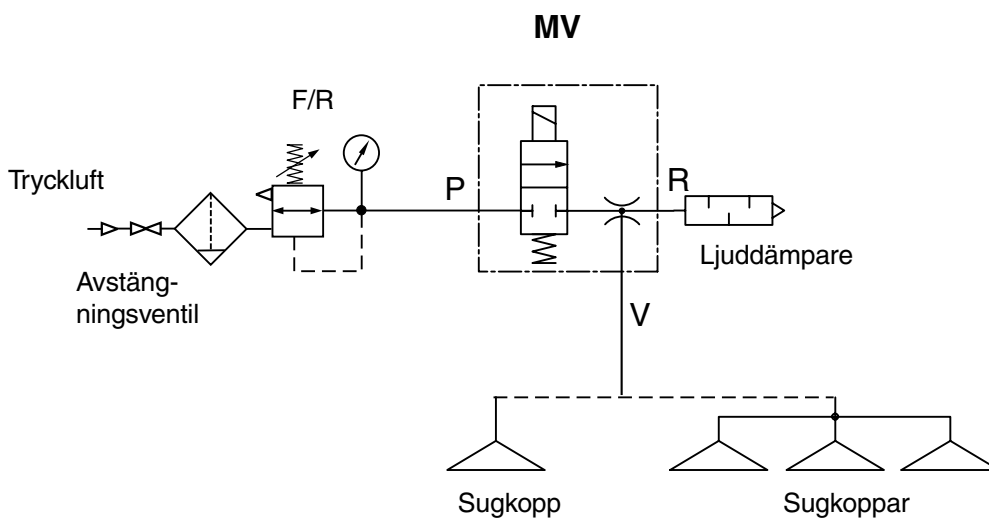 MV
F/R
Tryckluft
P
R
Avstäng-
ningsventil
Ljuddämpare
V
Sugkopp
Sugkoppar